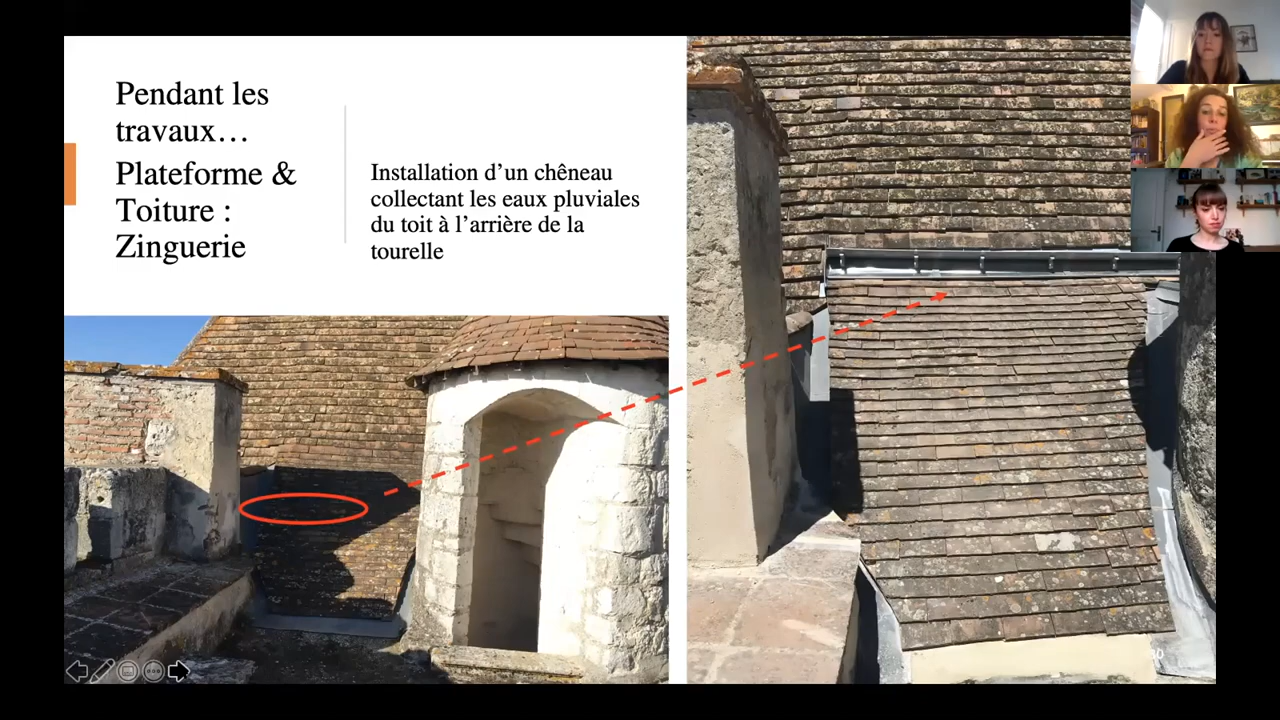 Pendant les
travaux…
Plateforme &
Toiture :
Zinguerie
Installation d’un chêneau
collectant les eaux pluviales
du toit à l’arrière de la
tourelle